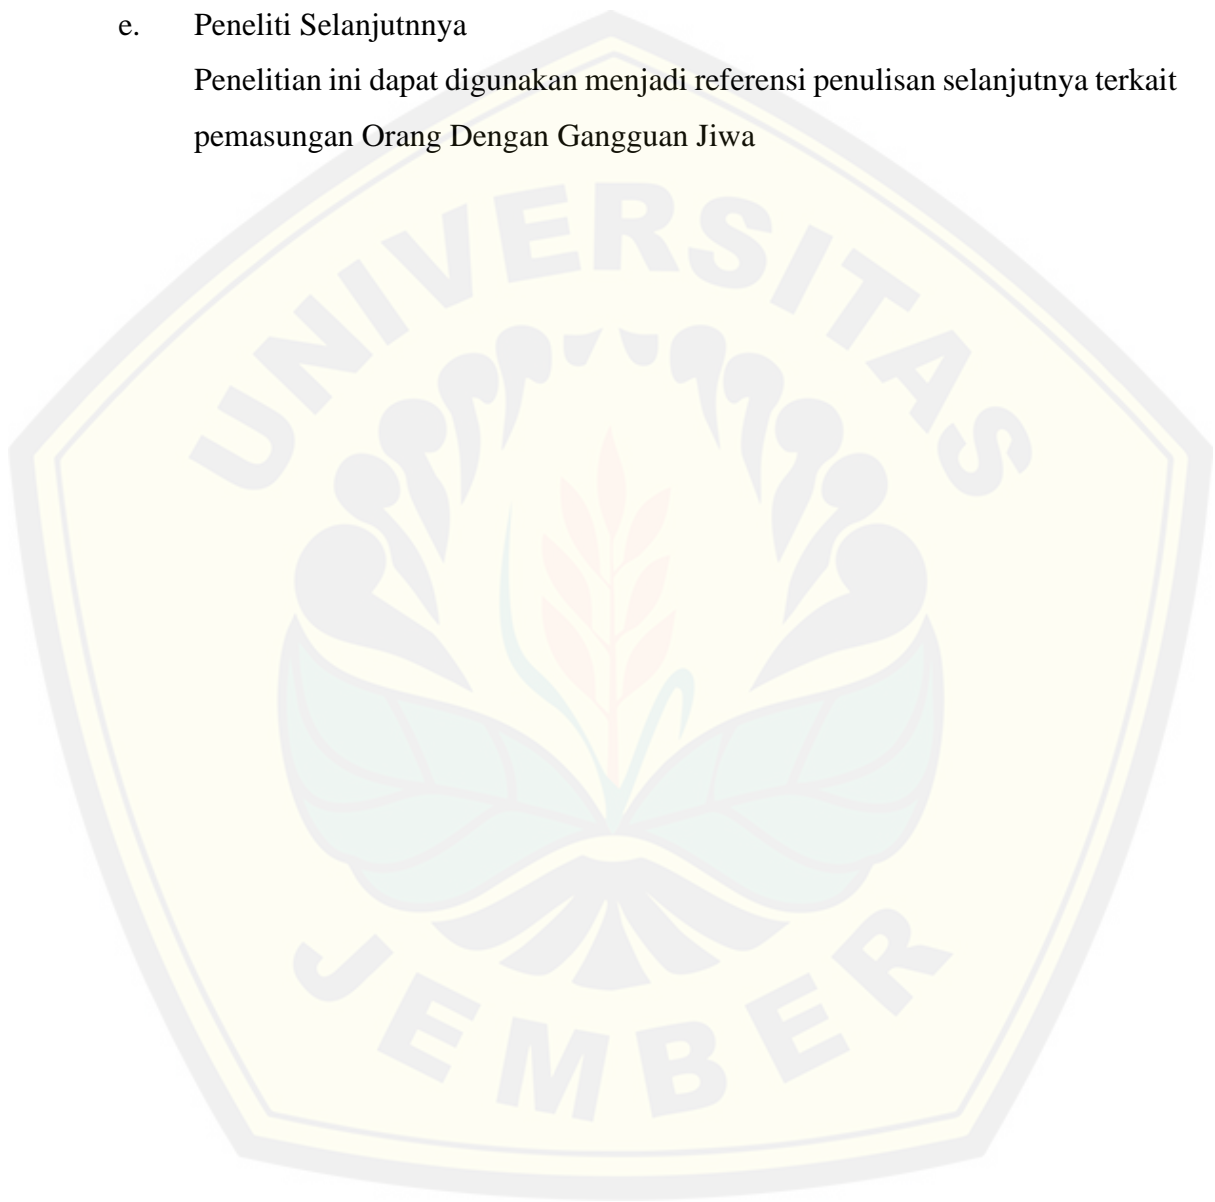 e. Peneliti Selanjutnnya
Penelitian ini dapat digunakan menjadi referensi penulisan selanjutnya terkait
pemasungan Orang Dengan Gangguan Jiwa
UNIVERSITAS
JEMBER